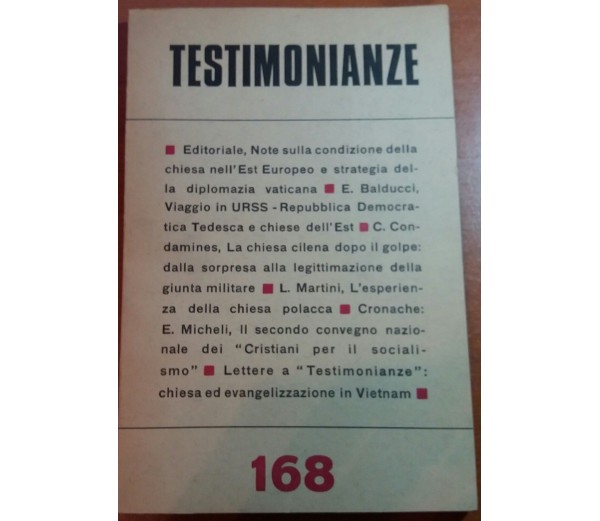 TESTIMONIANZE
■ Editoriale, Note sulla condizione della
chiesa nell'Est Europeo e strategia del-
la diplomazia vaticana ■ E. Balducci,
Viaggio in URSS - Repubblica Democra-
tica Tedesca e chiese dell'Est ■ C. Con-
damines, La chiesa cilena dopo il golpe:
dalla sorpresa alla legittimazione della
giunta militare ■ L. Martini, L'esperien-
za della chiesa polacca ■ Cronache:
E. Micheli, Il secondo convegno nazio-
nale dei "Cristiani per il sociali-
smo" ■ Lettere a "Testimonianze":
chiesa ed evangelizzazione in Vietnam ■
168